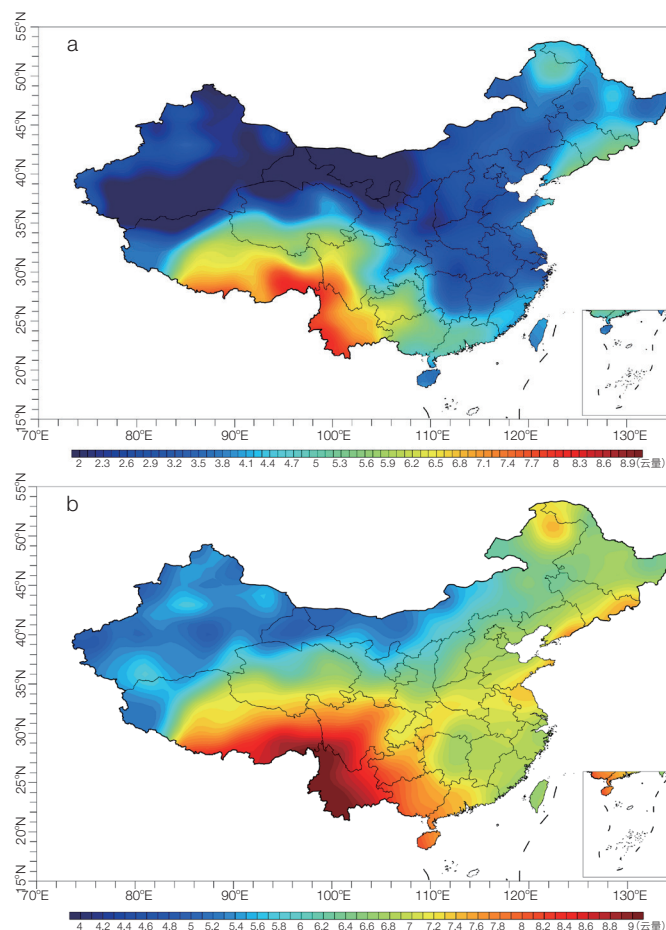 a
55°N
50°N
45°N
40°N
35°N
30°N
25°N
20°N
15°N
70°E 80°E 90°E 100°E 110°E 120°E 130°E
2 2.3 2.6 2.9 3.2 3.5 3.8 4.1 4.4 4.7 5 5.3 5.6 5.9 6.2 6.5 6.8 7.1 7.4 7.7 8 8.3 8.6 8.9(云量)
b
55°N
50°N
45°N
40°N
35°N
30°N
25°N
20°N
15°N
70°E 80°E 90°E 100°E 110°E 120°E 130°E
4 4.2 4.4 4.6 4.8 5 5.2 5.4 5.6 5.8 6 6.2 6.4 6.6 6.8 7 7.2 7.4 7.6 7.8 8 8.2 8.4 8.6 8.8 9(云量)